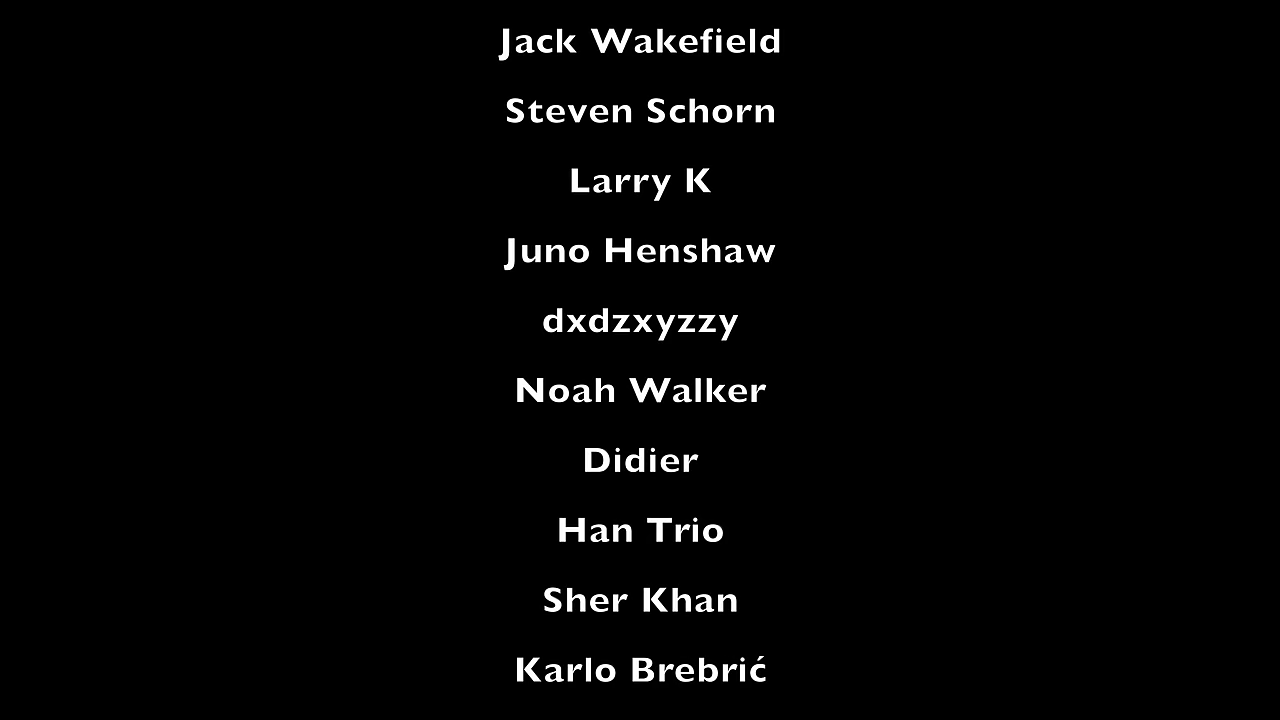 Jack Wakefield
Steven Schorn
Larry K
Juno Henshaw
dxdzxyzzy
Noah Walker
Didier
Han Trio
Sher Khan
Karlo Brebrić